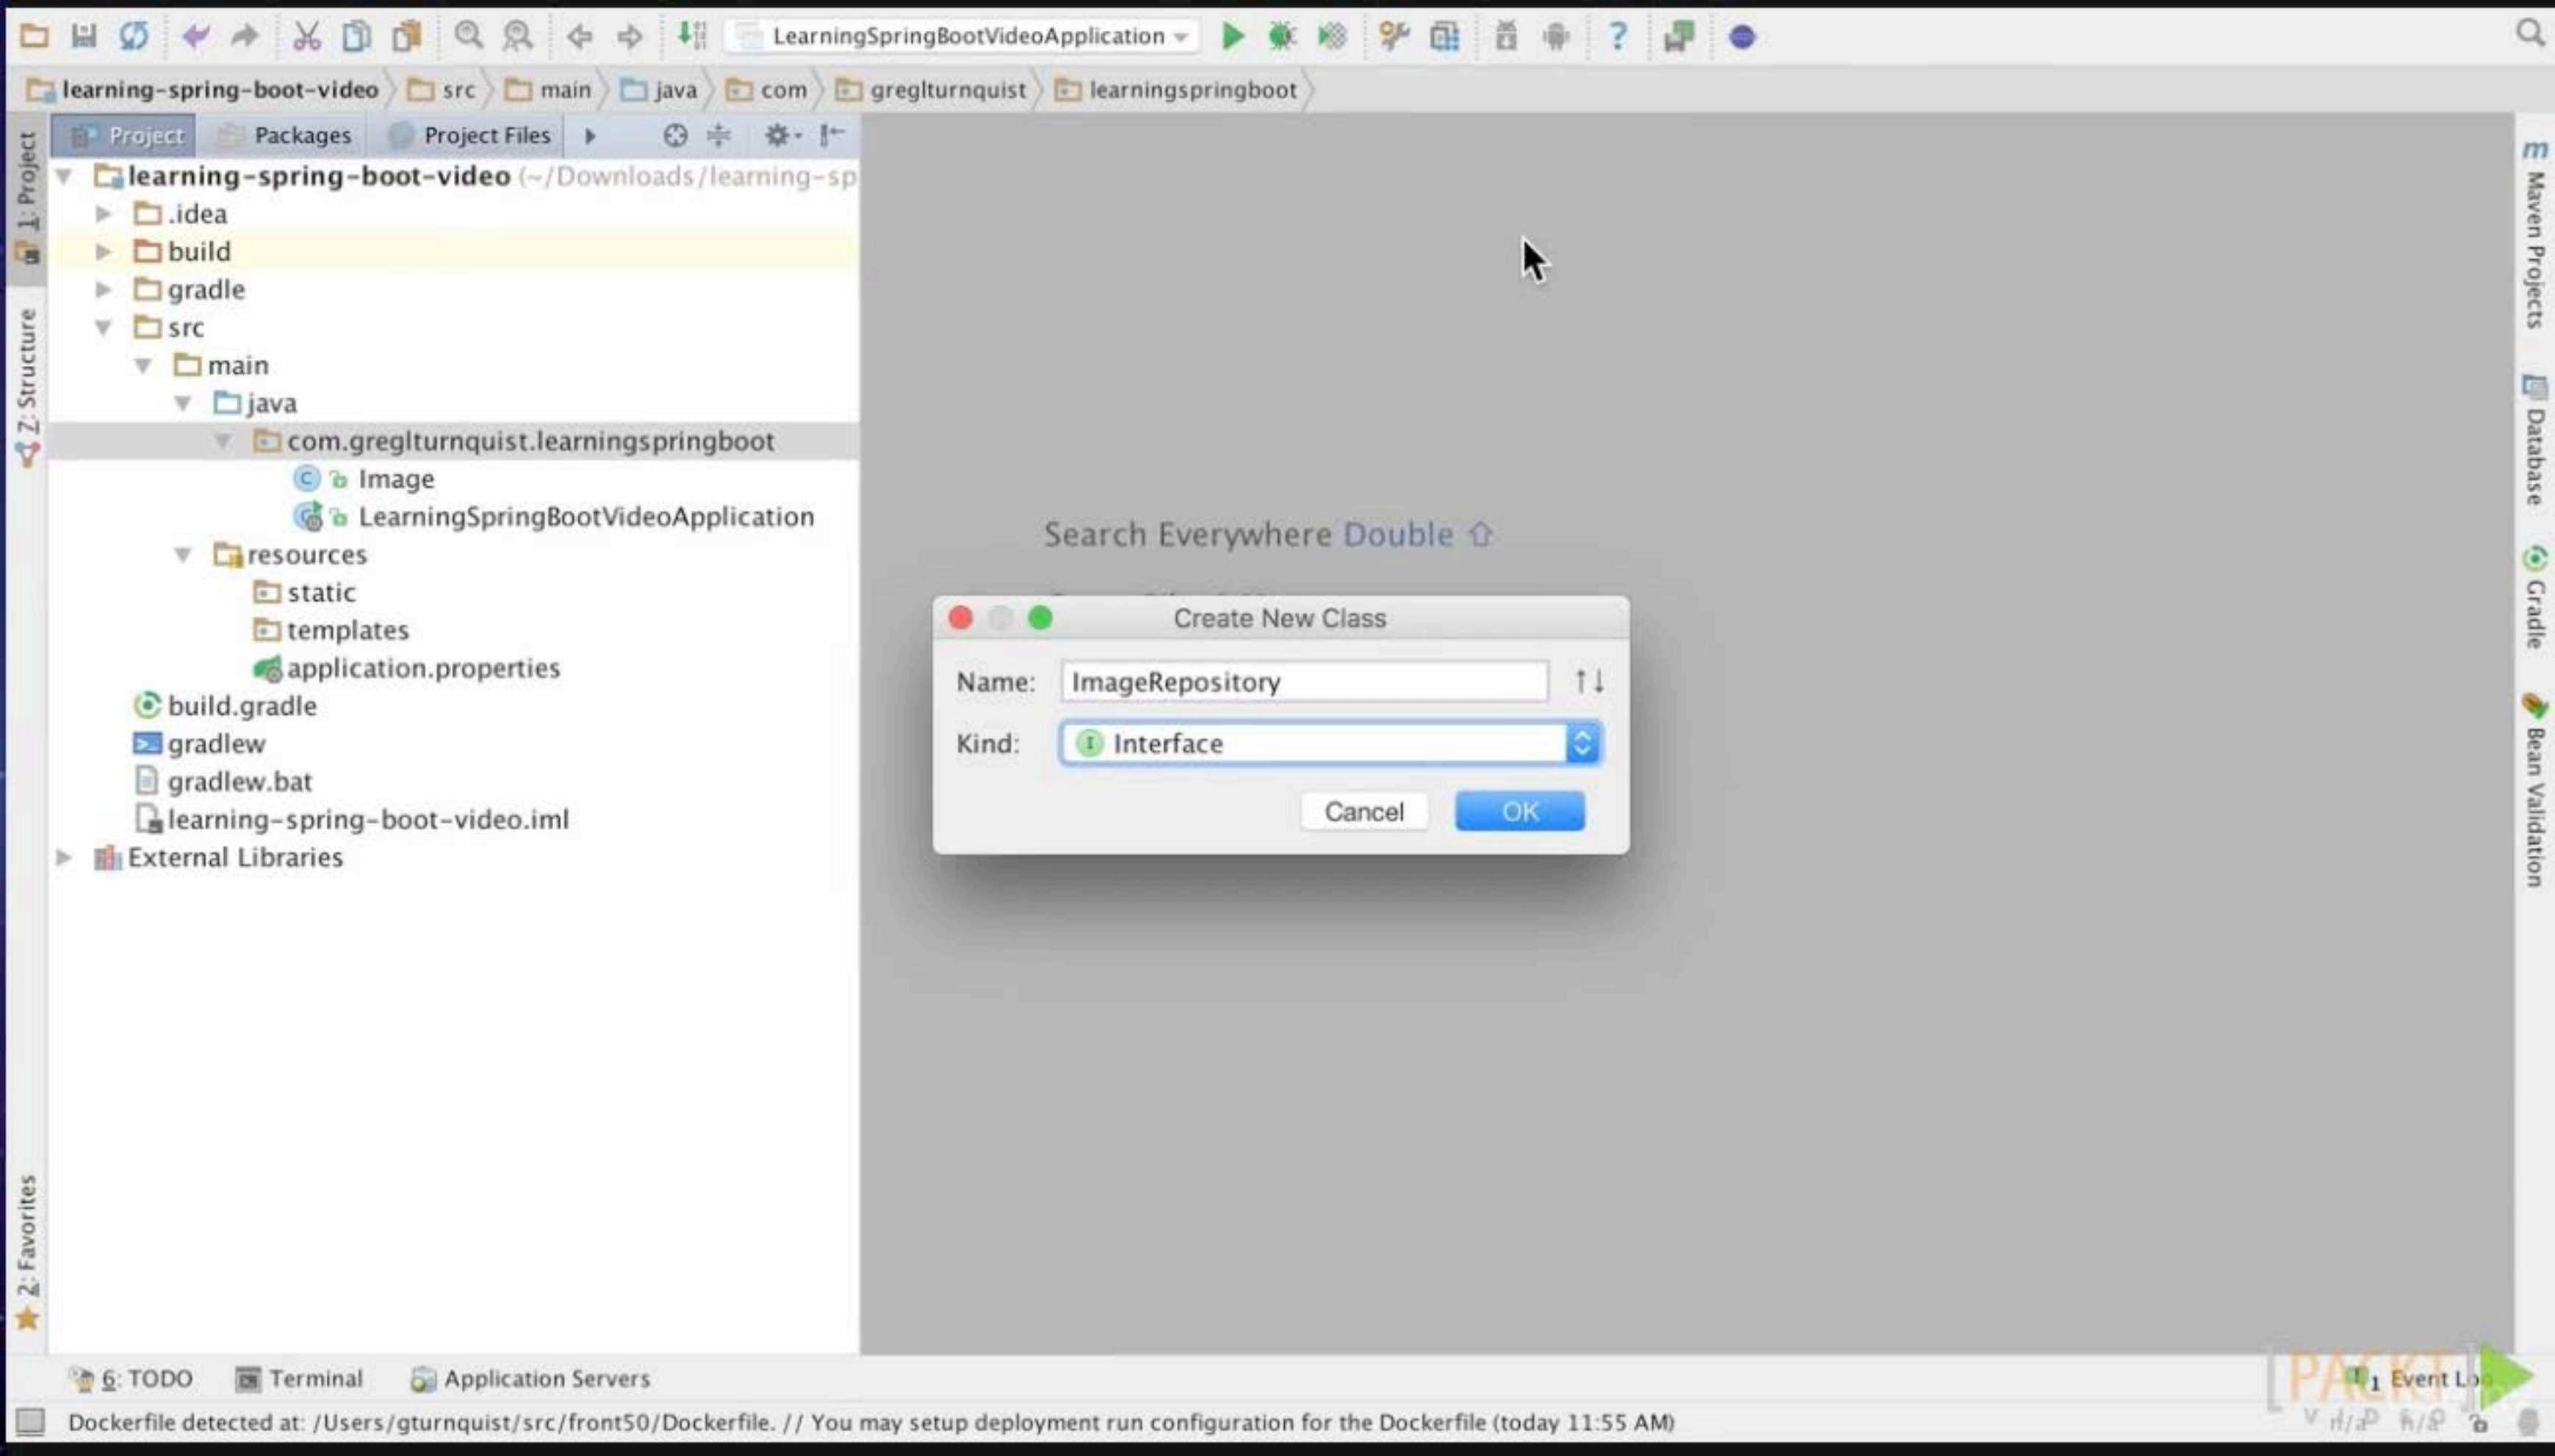 LearningSpringBootVideoApplication
learning-spring-boot-video src main java com greglturnquist learningspringboot
1: Project
Z: Structure
2: Favorites
Project Packages Project Files
learning-spring-boot-video (~/Downloads/learning-sp
.idea
build
gradle
src
main
java
com.greglturnquist.learningspringboot
Image
LearningSpringBootVideoApplication
resources
static
templates
application.properties
build.gradle
gradlew
gradlew.bat
learning-spring-boot-video.iml
External Libraries
Search Everywhere Double ⇧
Create New Class
Name: ImageRepository
Kind: Interface
Cancel OK
Maven Projects
Database
Gradle
Bean Validation
6: TODO Terminal Application Servers
1 Event
PACKT
Dockerfile detected at: /Users/gturnquist/src/front50/Dockerfile. // You may setup deployment run configuration for the Dockerfile (today 11:55 AM)